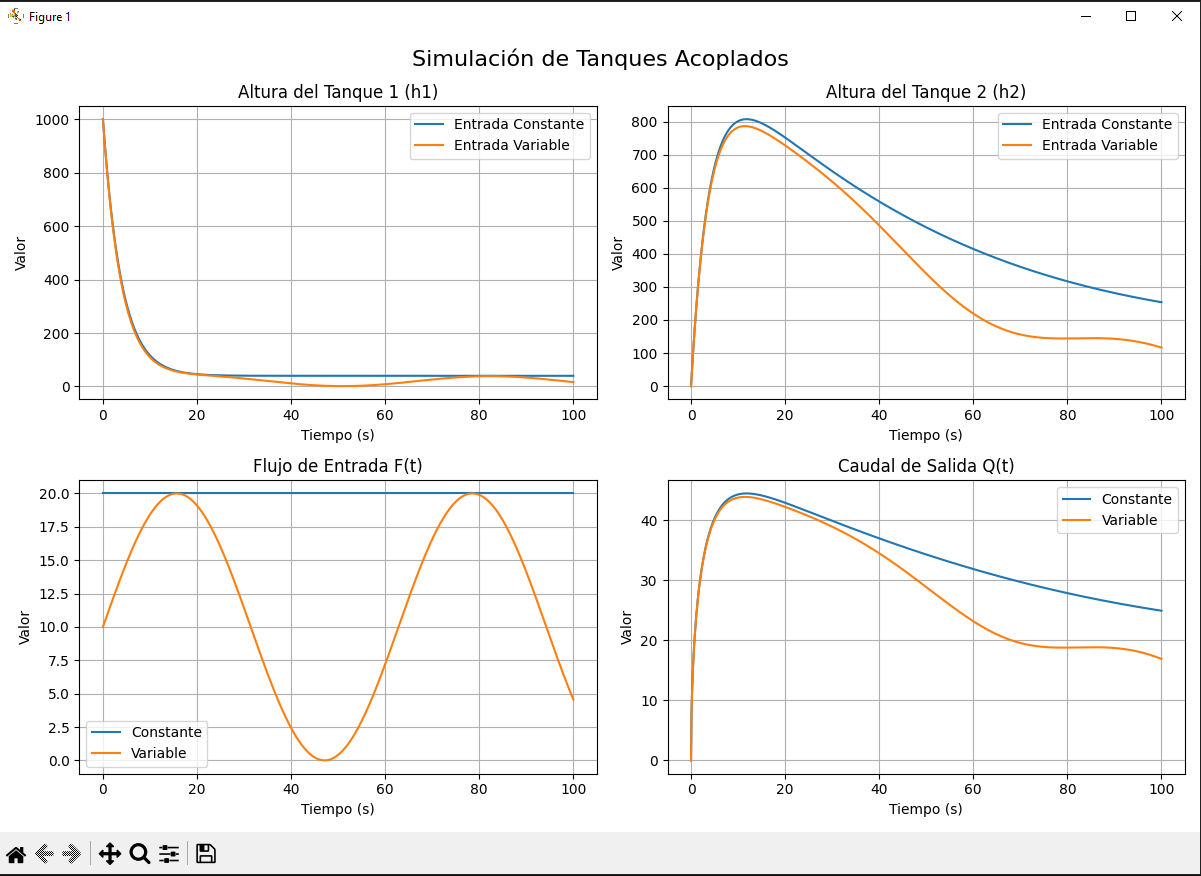 Figure 1
Simulación de Tanques Acoplados
Altura del Tanque 1 (h1)
Valor
1000
800
600
400
200
0
Entrada Constante
Entrada Variable
0 20 40 60 80 100
Tiempo (s)
Altura del Tanque 2 (h2)
Valor
800
700
600
500
400
300
200
100
0
Entrada Constante
Entrada Variable
0 20 40 60 80 100
Tiempo (s)
Flujo de Entrada F(t)
Valor
20.0
17.5
15.0
12.5
10.0
7.5
5.0
2.5
0.0
Constante
Variable
0 20 40 60 80 100
Tiempo (s)
Caudal de Salida Q(t)
Valor
40
30
20
10
0
Constante
Variable
0 20 40 60 80 100
Tiempo (s)